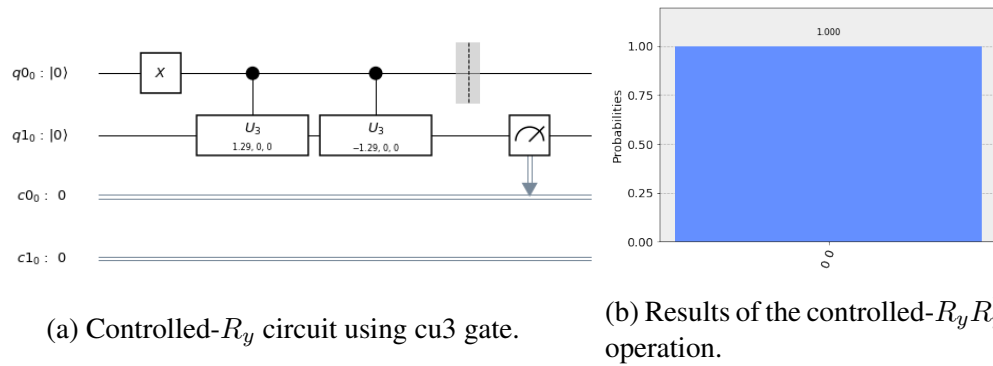 q0₀ : |0⟩
X
q1₀ : |0⟩
U₃
1.29, 0, 0
U₃
−1.29, 0, 0
c0₀ : 0
c1₀ : 0
(a) Controlled-R_y circuit using cu3 gate.
1.000
1.00
0.75
0.50
0.25
0.00
Probabilities
0 0
(b) Results of the controlled-R_yR
operation.